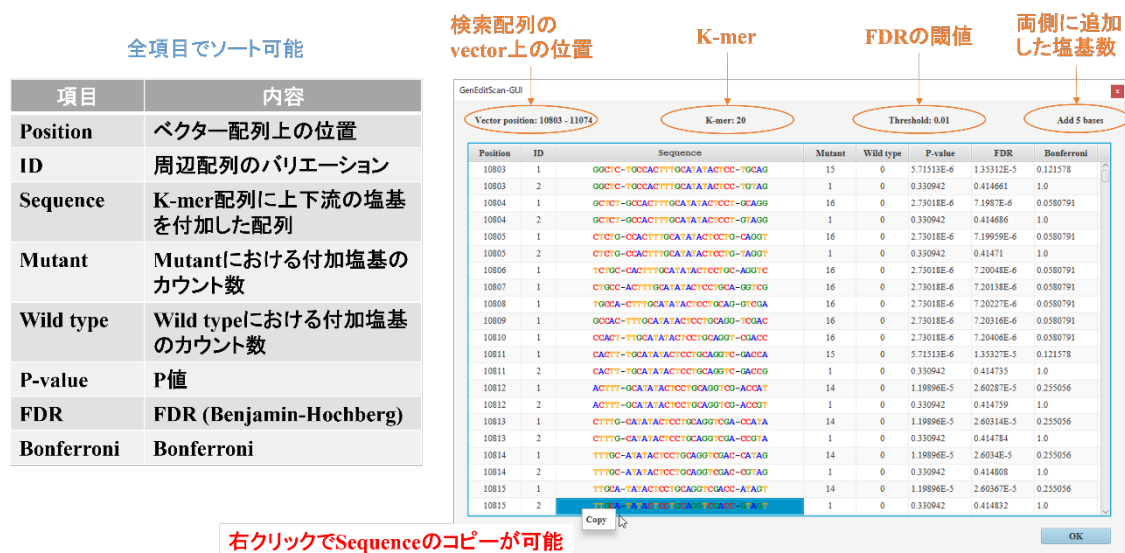 全項目でソート可能
項目 内容
Position ベクター配列上の位置
ID 周辺配列のバリエーション
Sequence K-mer配列に上下流の塩基
を付加した配列
Mutant Mutantにおける付加塩基の
カウント数
Wild type Wild typeにおける付加塩基
のカウント数
P-value P値
FDR FDR (Benjamin-Hochberg)
Bonferroni Bonferroni
検索配列の
vector上の位置
K-mer
FDRの閾値
両側に追加
した塩基数
GenEditScan-GUI
Vector position: 10803 - 11074 K-mer: 20 Threshold: 0.01 Add 5 bases
Position ID Sequence Mutant Wild type P-value FDR Bonferroni
10803 1 GGCTC-TGCCACTTTGCATATACTCC-TGCAG 15 0 5.71513E-6 1.35312E-5 0.121578
10803 2 GGCTC-TGCCACTTTGCATATACTCC-TGTAG 1 0 0.330942 0.414661 1.0
10804 1 GCTCT-GCCACTTTGCATATACTCCT-GCAGG 16 0 2.73018E-6 7.1987E-6 0.0580791
10804 2 GCTCT-GCCACTTTGCATATACTCCT-GTAGG 1 0 0.330942 0.414686 1.0
10805 1 CTCTG-CCACTTTGCATATACTCCTG-CAGGT 16 0 2.73018E-6 7.19959E-6 0.0580791
10805 2 CTCTG-CCACTTTGCATATACTCCTG-TAGGT 1 0 0.330942 0.41471 1.0
10806 1 TCTGC-CACTTTGCATATACTCCTGC-AGGTC 16 0 2.73018E-6 7.20048E-6 0.0580791
10807 1 CTGCC-ACTTTGCATATACTCCTGCA-GGTCG 16 0 2.73018E-6 7.20138E-6 0.0580791
10808 1 TGCCA-CTTTGCATATACTCCTGCAG-GTCGA 16 0 2.73018E-6 7.20227E-6 0.0580791
10809 1 GCCAC-TTTGCATATACTCCTGCAGG-TCGAC 16 0 2.73018E-6 7.20316E-6 0.0580791
10810 1 CCACT-TTGCATATACTCCTGCAGGT-CGACC 16 0 2.73018E-6 7.20406E-6 0.0580791
10811 1 CACTT-TGCATATACTCCTGCAGGTC-GACCA 15 0 5.71513E-6 1.35327E-5 0.121578
10811 2 CACTT-TGCATATACTCCTGCAGGTC-GACCG 1 0 0.330942 0.414735 1.0
10812 1 ACTTT-GCATATACTCCTGCAGGTCG-ACCAT 14 0 1.19896E-5 2.60287E-5 0.255056
10812 2 ACTTT-GCATATACTCCTGCAGGTCG-ACCGT 1 0 0.330942 0.414759 1.0
10813 1 CTTTG-CATATACTCCTGCAGGTCGA-CCATA 14 0 1.19896E-5 2.60314E-5 0.255056
10813 2 CTTTG-CATATACTCCTGCAGGTCGA-CCGTA 1 0 0.330942 0.414784 1.0
10814 1 TTTGC-ATATACTCCTGCAGGTCGAC-CATAG 14 0 1.19896E-5 2.6034E-5 0.255056
10814 2 TTTGC-ATATACTCCTGCAGGTCGAC-CGTAG 1 0 0.330942 0.414808 1.0
10815 1 TTGCA-TATACTCCTGCAGGTCGACC-ATAGT 14 0 1.19896E-5 2.60367E-5 0.255056
10815 2 TTGCA-TATACTCCTGCAGGTCGACC-GTAGT 1 0 0.330942 0.414832 1.0
Copy
OK
右クリックでSequenceのコピーが可能